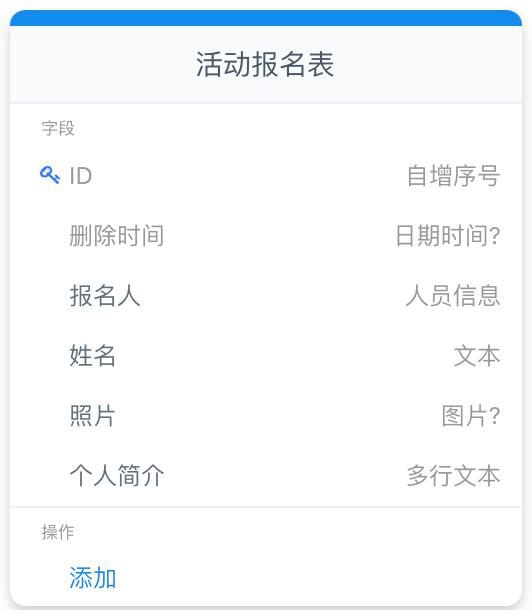 活动报名表
字段
ID 自增序号
删除时间 日期时间?
报名人 人员信息
姓名 文本
照片 图片?
个人简介 多行文本
操作
添加